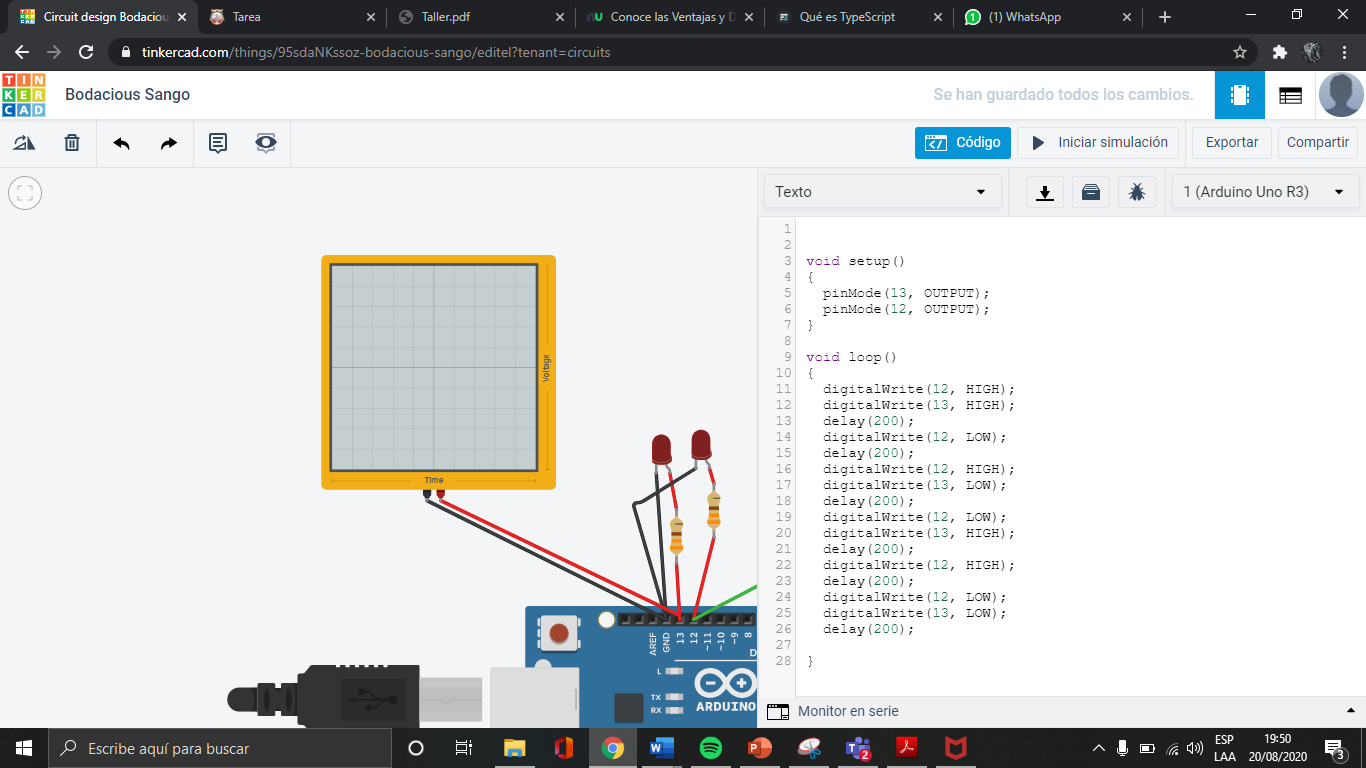 Circuit design Bodacious
Tarea
Taller.pdf
Conoce las Ventajas y D
Qué es TypeScript
(1) WhatsApp
tinkercad.com/things/95sdaNKssoz-bodacious-sango/editel?tenant=circuits
TIN
KER
CAD
Bodacious Sango
Se han guardado todos los cambios.
Código
Iniciar simulación
Exportar
Compartir
Texto
1 (Arduino Uno R3)
1
2
3 void setup()
4 {
5 pinMode(13, OUTPUT);
6 pinMode(12, OUTPUT);
7 }
8
9 void loop()
10 {
11 digitalWrite(12, HIGH);
12 digitalWrite(13, HIGH);
13 delay(200);
14 digitalWrite(12, LOW);
15 delay(200);
16 digitalWrite(12, HIGH);
17 digitalWrite(13, LOW);
18 delay(200);
19 digitalWrite(12, LOW);
20 digitalWrite(13, HIGH);
21 delay(200);
22 digitalWrite(12, HIGH);
23 delay(200);
24 digitalWrite(12, LOW);
25 digitalWrite(13, LOW);
26 delay(200);
27
28 }
Voltage
Time
AREF
GND
13
12
~11
~10
~9
8
D
L
TX
RX
ARDUINO
Monitor en serie
Escribe aquí para buscar
2
ESP
LAA
19:50
20/08/2020
3